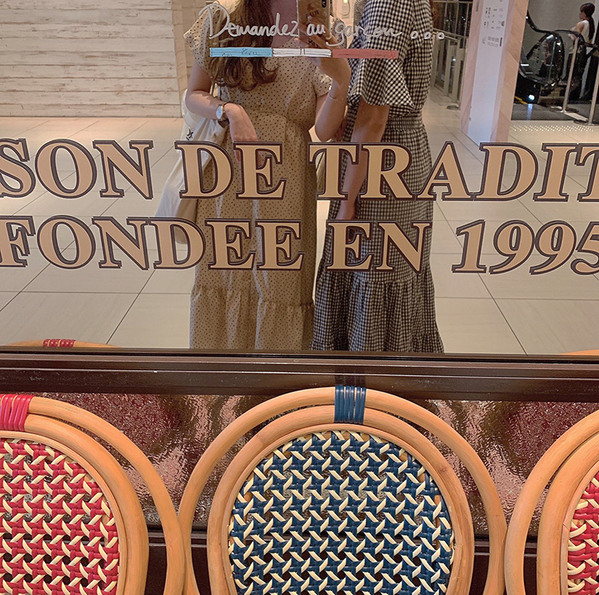 Demandez au garçon...
SON DE TRADIT
FONDEE EN 1995